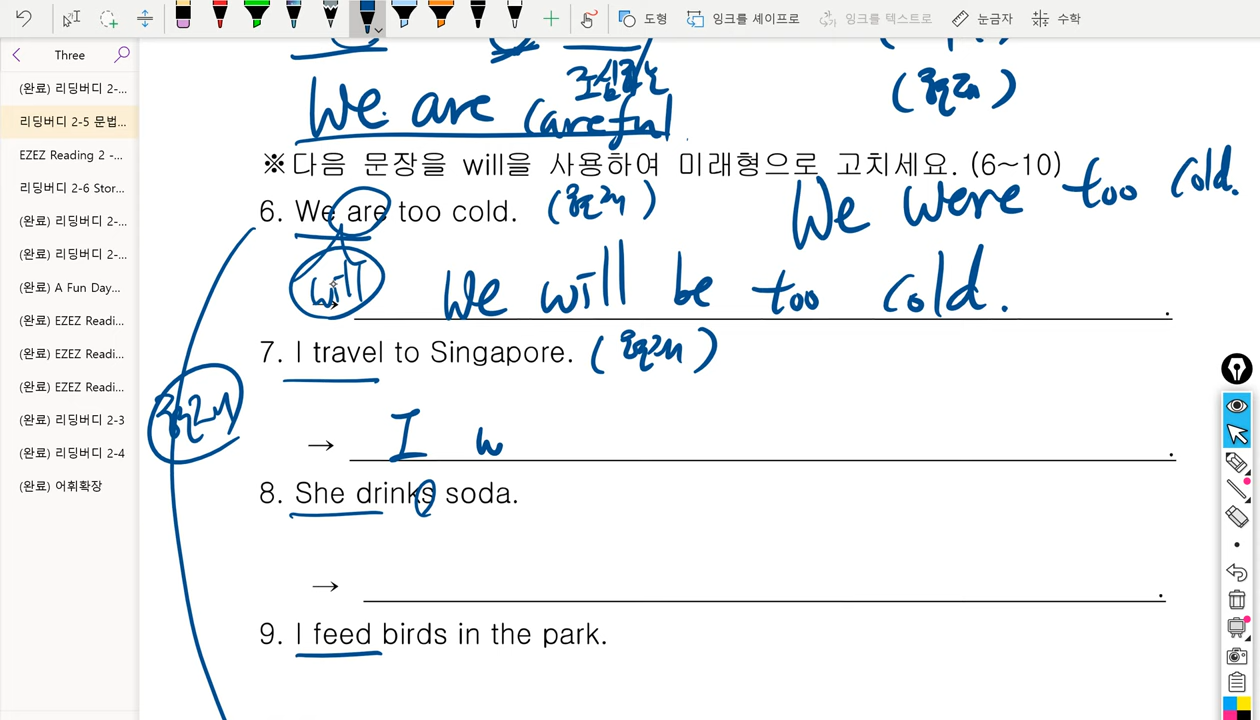 도형
잉크를 셰이프로
잉크를 텍스트로
눈금자
수학
Three
(완료) 리딩버디 2-...
리딩버디 2-5 문법...
EZEZ Reading 2 -...
리딩버디 2-6 Stor...
(완료) 리딩버디 2-...
(완료) 리딩버디 2-...
(완료) A Fun Day...
(완료) EZEZ Readi...
(완료) EZEZ Readi...
(완료) EZEZ Readi...
(완료) 리딩버디 2-3
(완료) 리딩버디 2-4
(완료) 어휘확장
조심하는
(현재)
We are careful
※다음 문장을 will을 사용하여 미래형으로 고치세요. (6~10)
6. We are too cold. (현재) We were too cold.
will
→ We will be too cold.
7. I travel to Singapore. (현재)
현재
→ I w
8. She drinks soda.
→
9. I feed birds in the park.